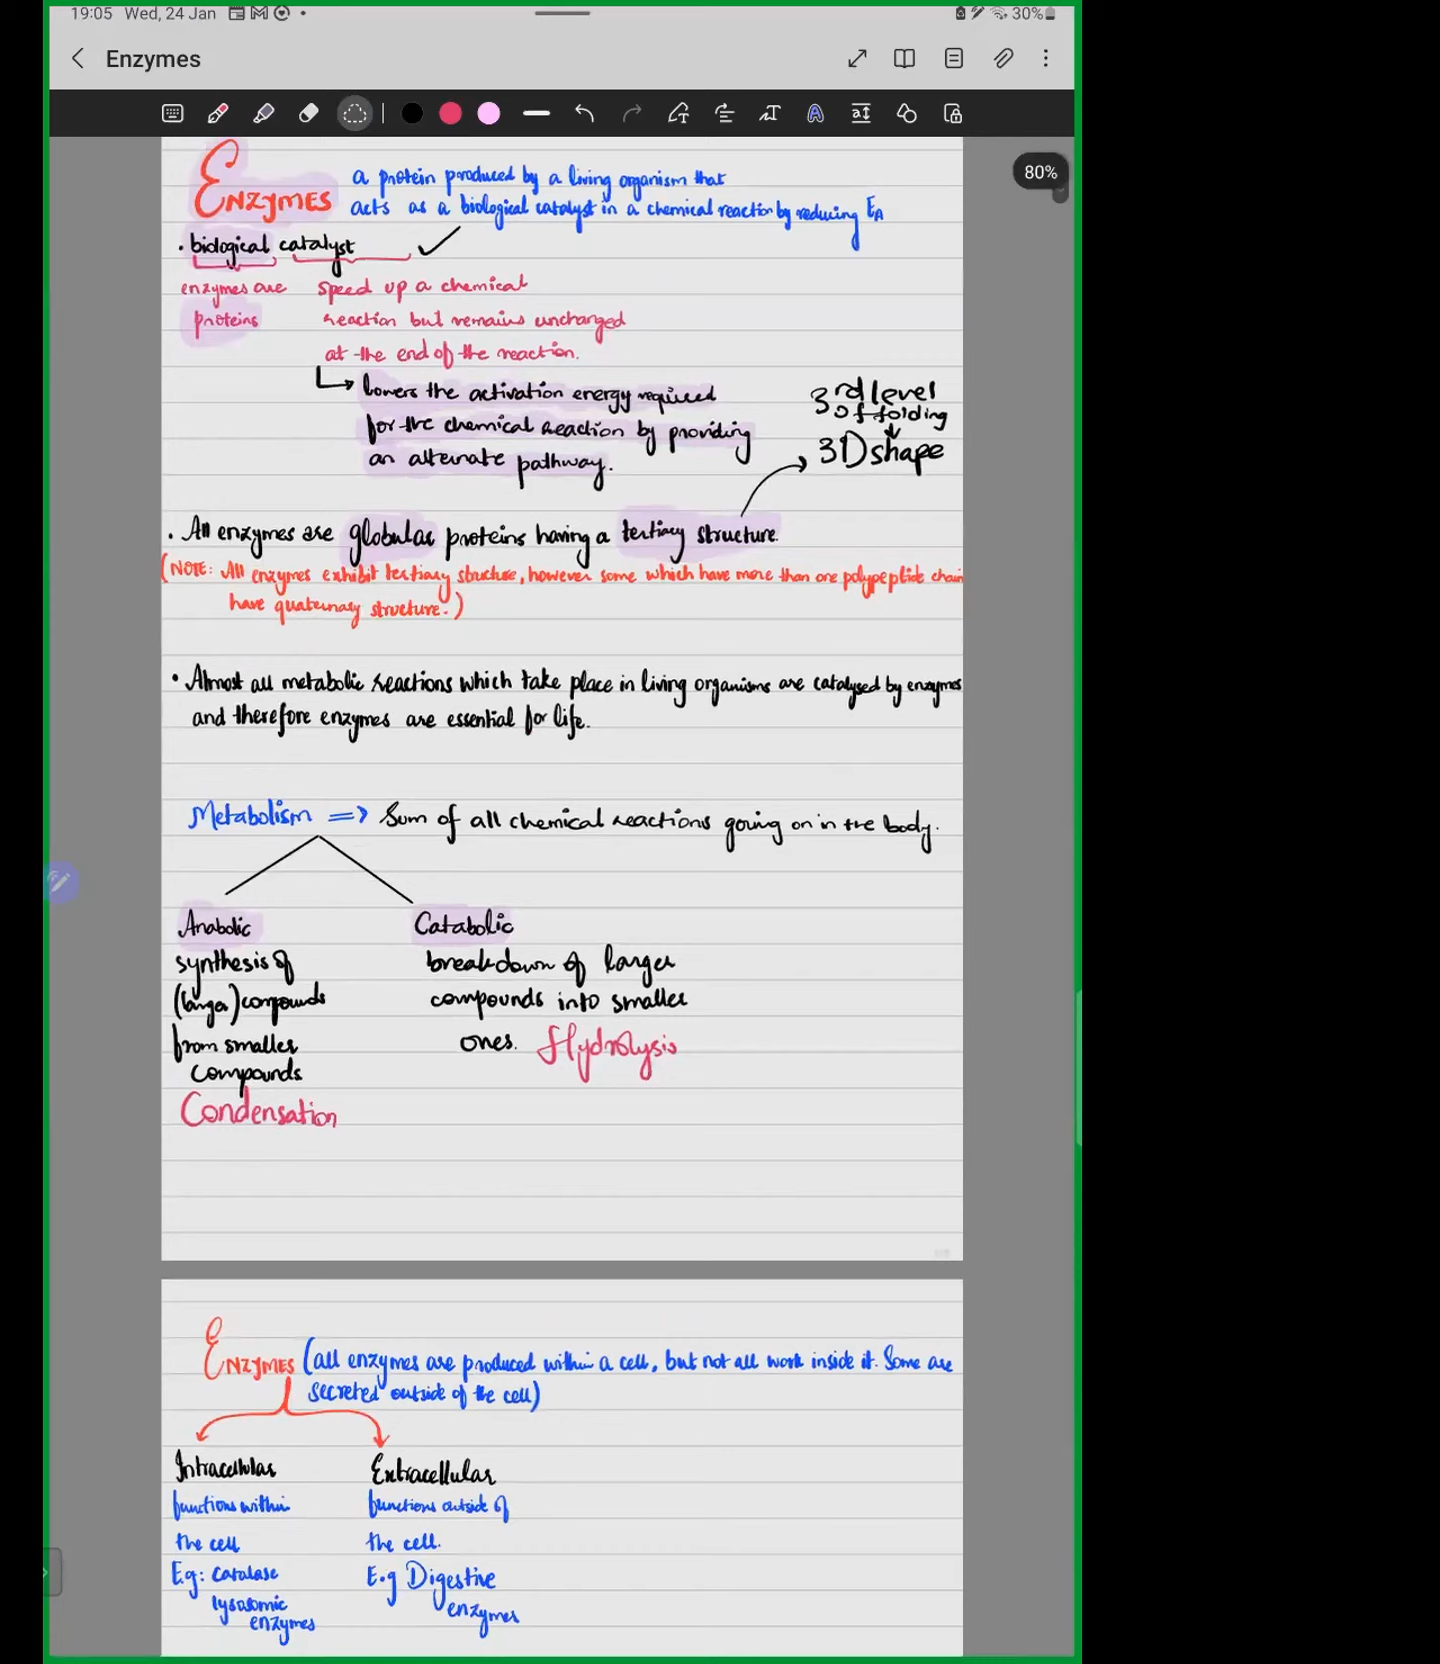 19:05 Wed, 24 Jan
30%
Enzymes
80%
ENZYMES
a protein produced by a living organism that
acts as a biological catalyst in a chemical reaction by reducing EA
• biological catalyst
enzymes are
proteins
speed up a chemical
reaction but remains unchanged
at the end of the reaction.
lowers the activation energy required
for the chemical reaction by providing
an alternate pathway.
3rd level
of folding
3D shape
• All enzymes are globular proteins having a tertiary structure.
(NOTE: All enzymes exhibit tertiary structure, however some which have more than one polypeptide chain
have quaternary structure.)
• Almost all metabolic reactions which take place in living organisms are catalysed by enzymes
and therefore enzymes are essential for life.
Metabolism => Sum of all chemical reactions going on in the body.
Anabolic
synthesis of
(larger) compounds
from smaller
compounds
Condensation
Catabolic
breakdown of larger
compounds into smaller
ones. Hydrolysis
ENZYMES (all enzymes are produced within a cell, but not all work inside it. Some are
secreted outside of the cell)
Intracellular
functions within
the cell
E.g: Catalase
lysosomic
enzymes
Extracellular
functions outside of
the cell.
E.g Digestive
enzymes